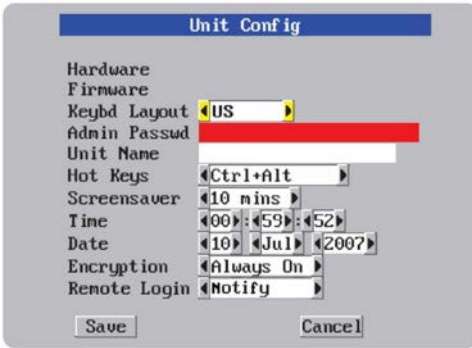 Unit Config
Hardware
Firmware
Keybd Layout US
Admin Passwd
Unit Name
Hot Keys Ctrl+Alt
Screensaver 10 mins
Time 00 : 59 : 52
Date 10 Jul 2007
Encryption Always On
Remote Login Notify
Save Cancel